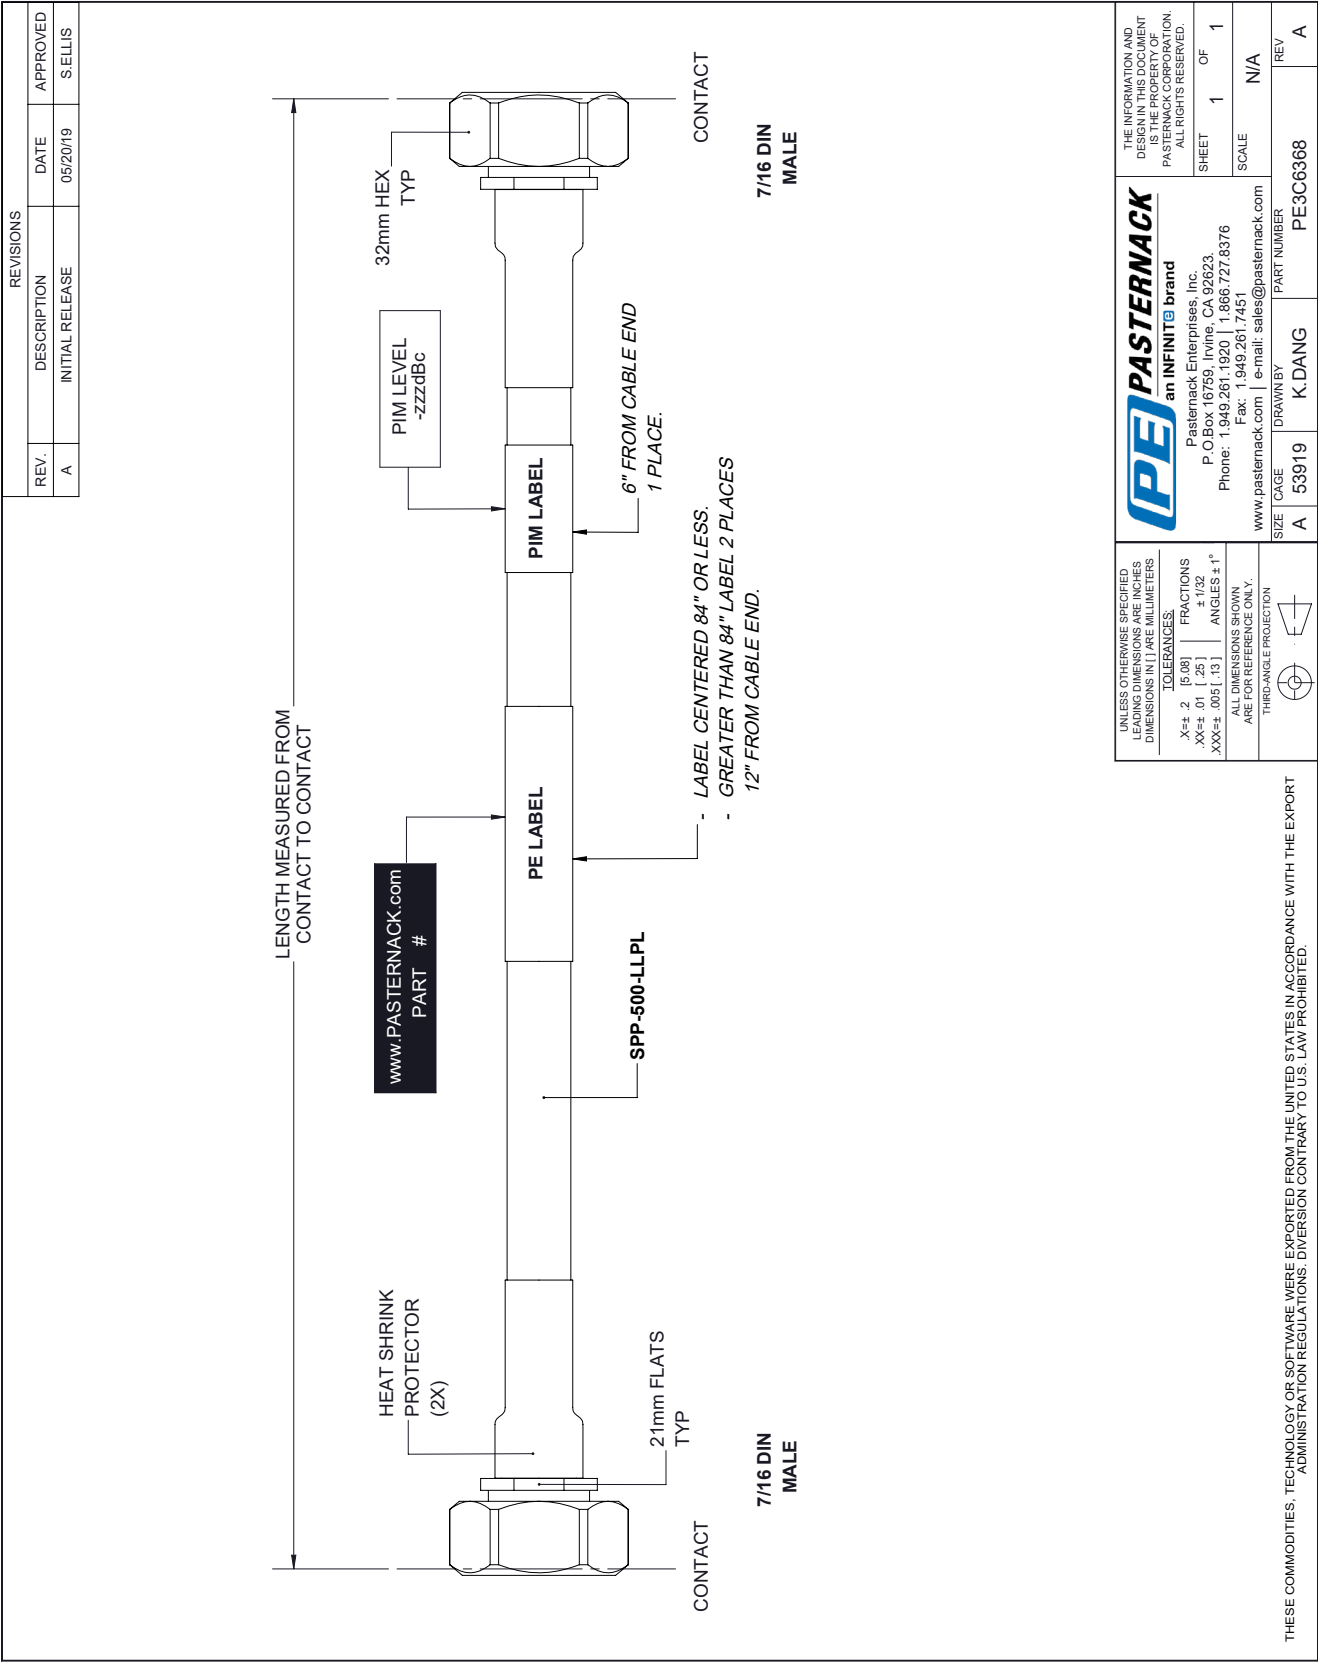 REVISIONS
REV. DESCRIPTION DATE APPROVED
A INITIAL RELEASE 05/20/19 S.ELLIS
LENGTH MEASURED FROM
CONTACT TO CONTACT
HEAT SHRINK
PROTECTOR
(2X)
www.PASTERNACK.com
PART #
PIM LEVEL
-zzzdBc
32mm HEX
TYP
PE LABEL
PIM LABEL
21mm FLATS
TYP
SPP-500-LLPL
6" FROM CABLE END
1 PLACE.
- LABEL CENTERED 84" OR LESS.
- GREATER THAN 84" LABEL 2 PLACES
12" FROM CABLE END.
CONTACT
CONTACT
7/16 DIN
MALE
7/16 DIN
MALE
UNLESS OTHERWISE SPECIFIED
LEADING DIMENSIONS ARE INCHES
DIMENSIONS IN [ ] ARE MILLIMETERS
TOLERANCES:
.X=± .2 [5.08]
.XX=± .01 [ .25 ]
.XXX=± .005 [ .13 ]
FRACTIONS
± 1/32
ANGLES ± 1°
ALL DIMENSIONS SHOWN
ARE FOR REFERENCE ONLY.
THIRD-ANGLE PROJECTION
PE PASTERNACK
an INFINITe brand
Pasternack Enterprises, Inc.
P.O.Box 16759, Irvine, CA 92623.
Phone: 1.949.261.1920 | 1.866.727.8376
Fax: 1.949.261.7451
www.pasternack.com | e-mail: sales@pasternack.com
THE INFORMATION AND
DESIGN IN THIS DOCUMENT
IS THE PROPERTY OF
PASTERNACK CORPORATION.
ALL RIGHTS RESERVED.
SHEET 1 OF 1
SCALE N/A
SIZE A
CAGE 53919
DRAWN BY K.DANG
PART NUMBER PE3C6368
REV A
THESE COMMODITIES, TECHNOLOGY OR SOFTWARE WERE EXPORTED FROM THE UNITED STATES IN ACCORDANCE WITH THE EXPORT
ADMINISTRATION REGULATIONS. DIVERSION CONTRARY TO U.S. LAW PROHIBITED.